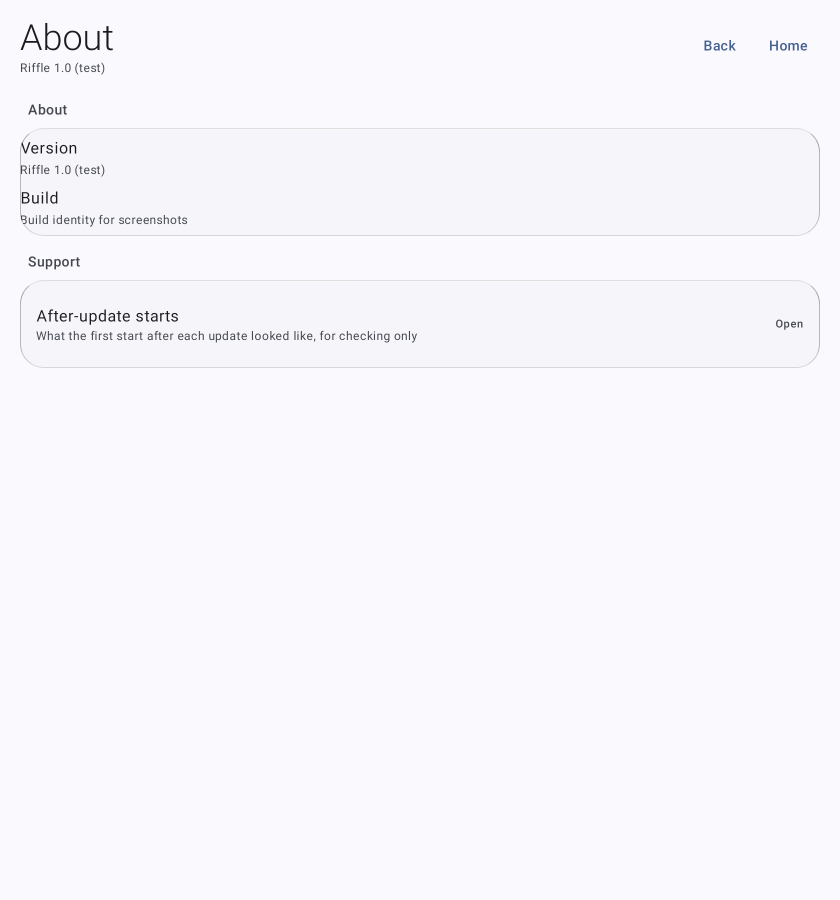 About
Riffle 1.0 (test)
Back
Home
About
Version
Riffle 1.0 (test)
Build
Build identity for screenshots
Support
After-update starts
What the first start after each update looked like, for checking only
Open